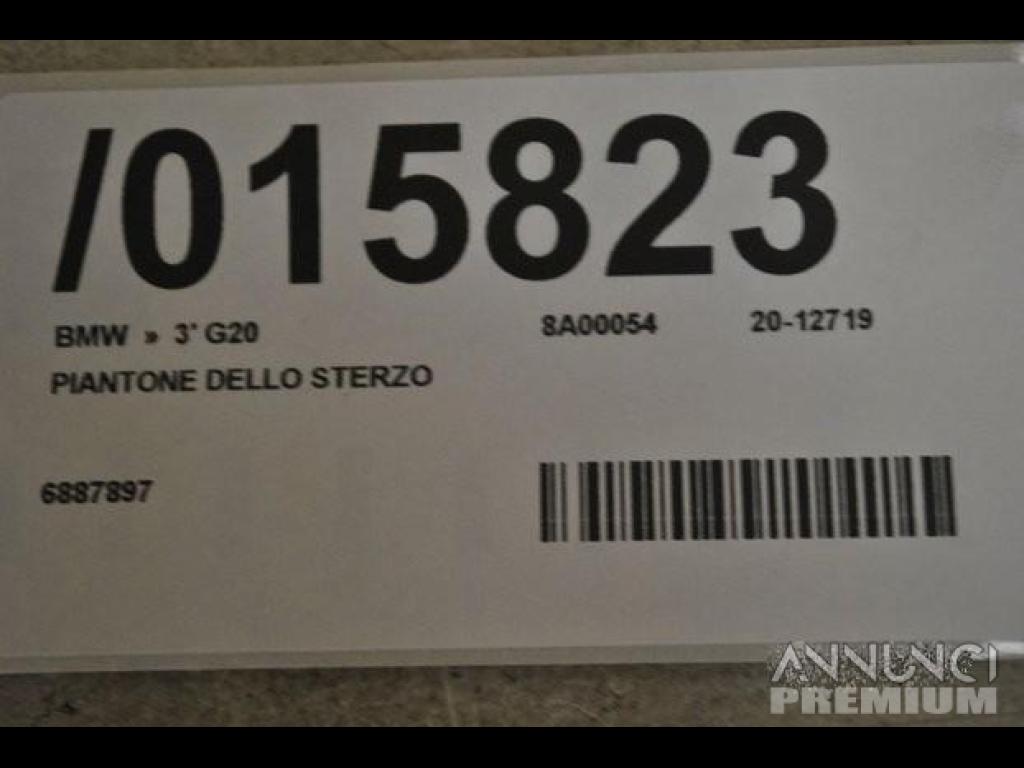 /015823
BMW » 3' G20 8A00054 20-12719
PIANTONE DELLO STERZO
6887897
ANNUNCI
PREMIUM